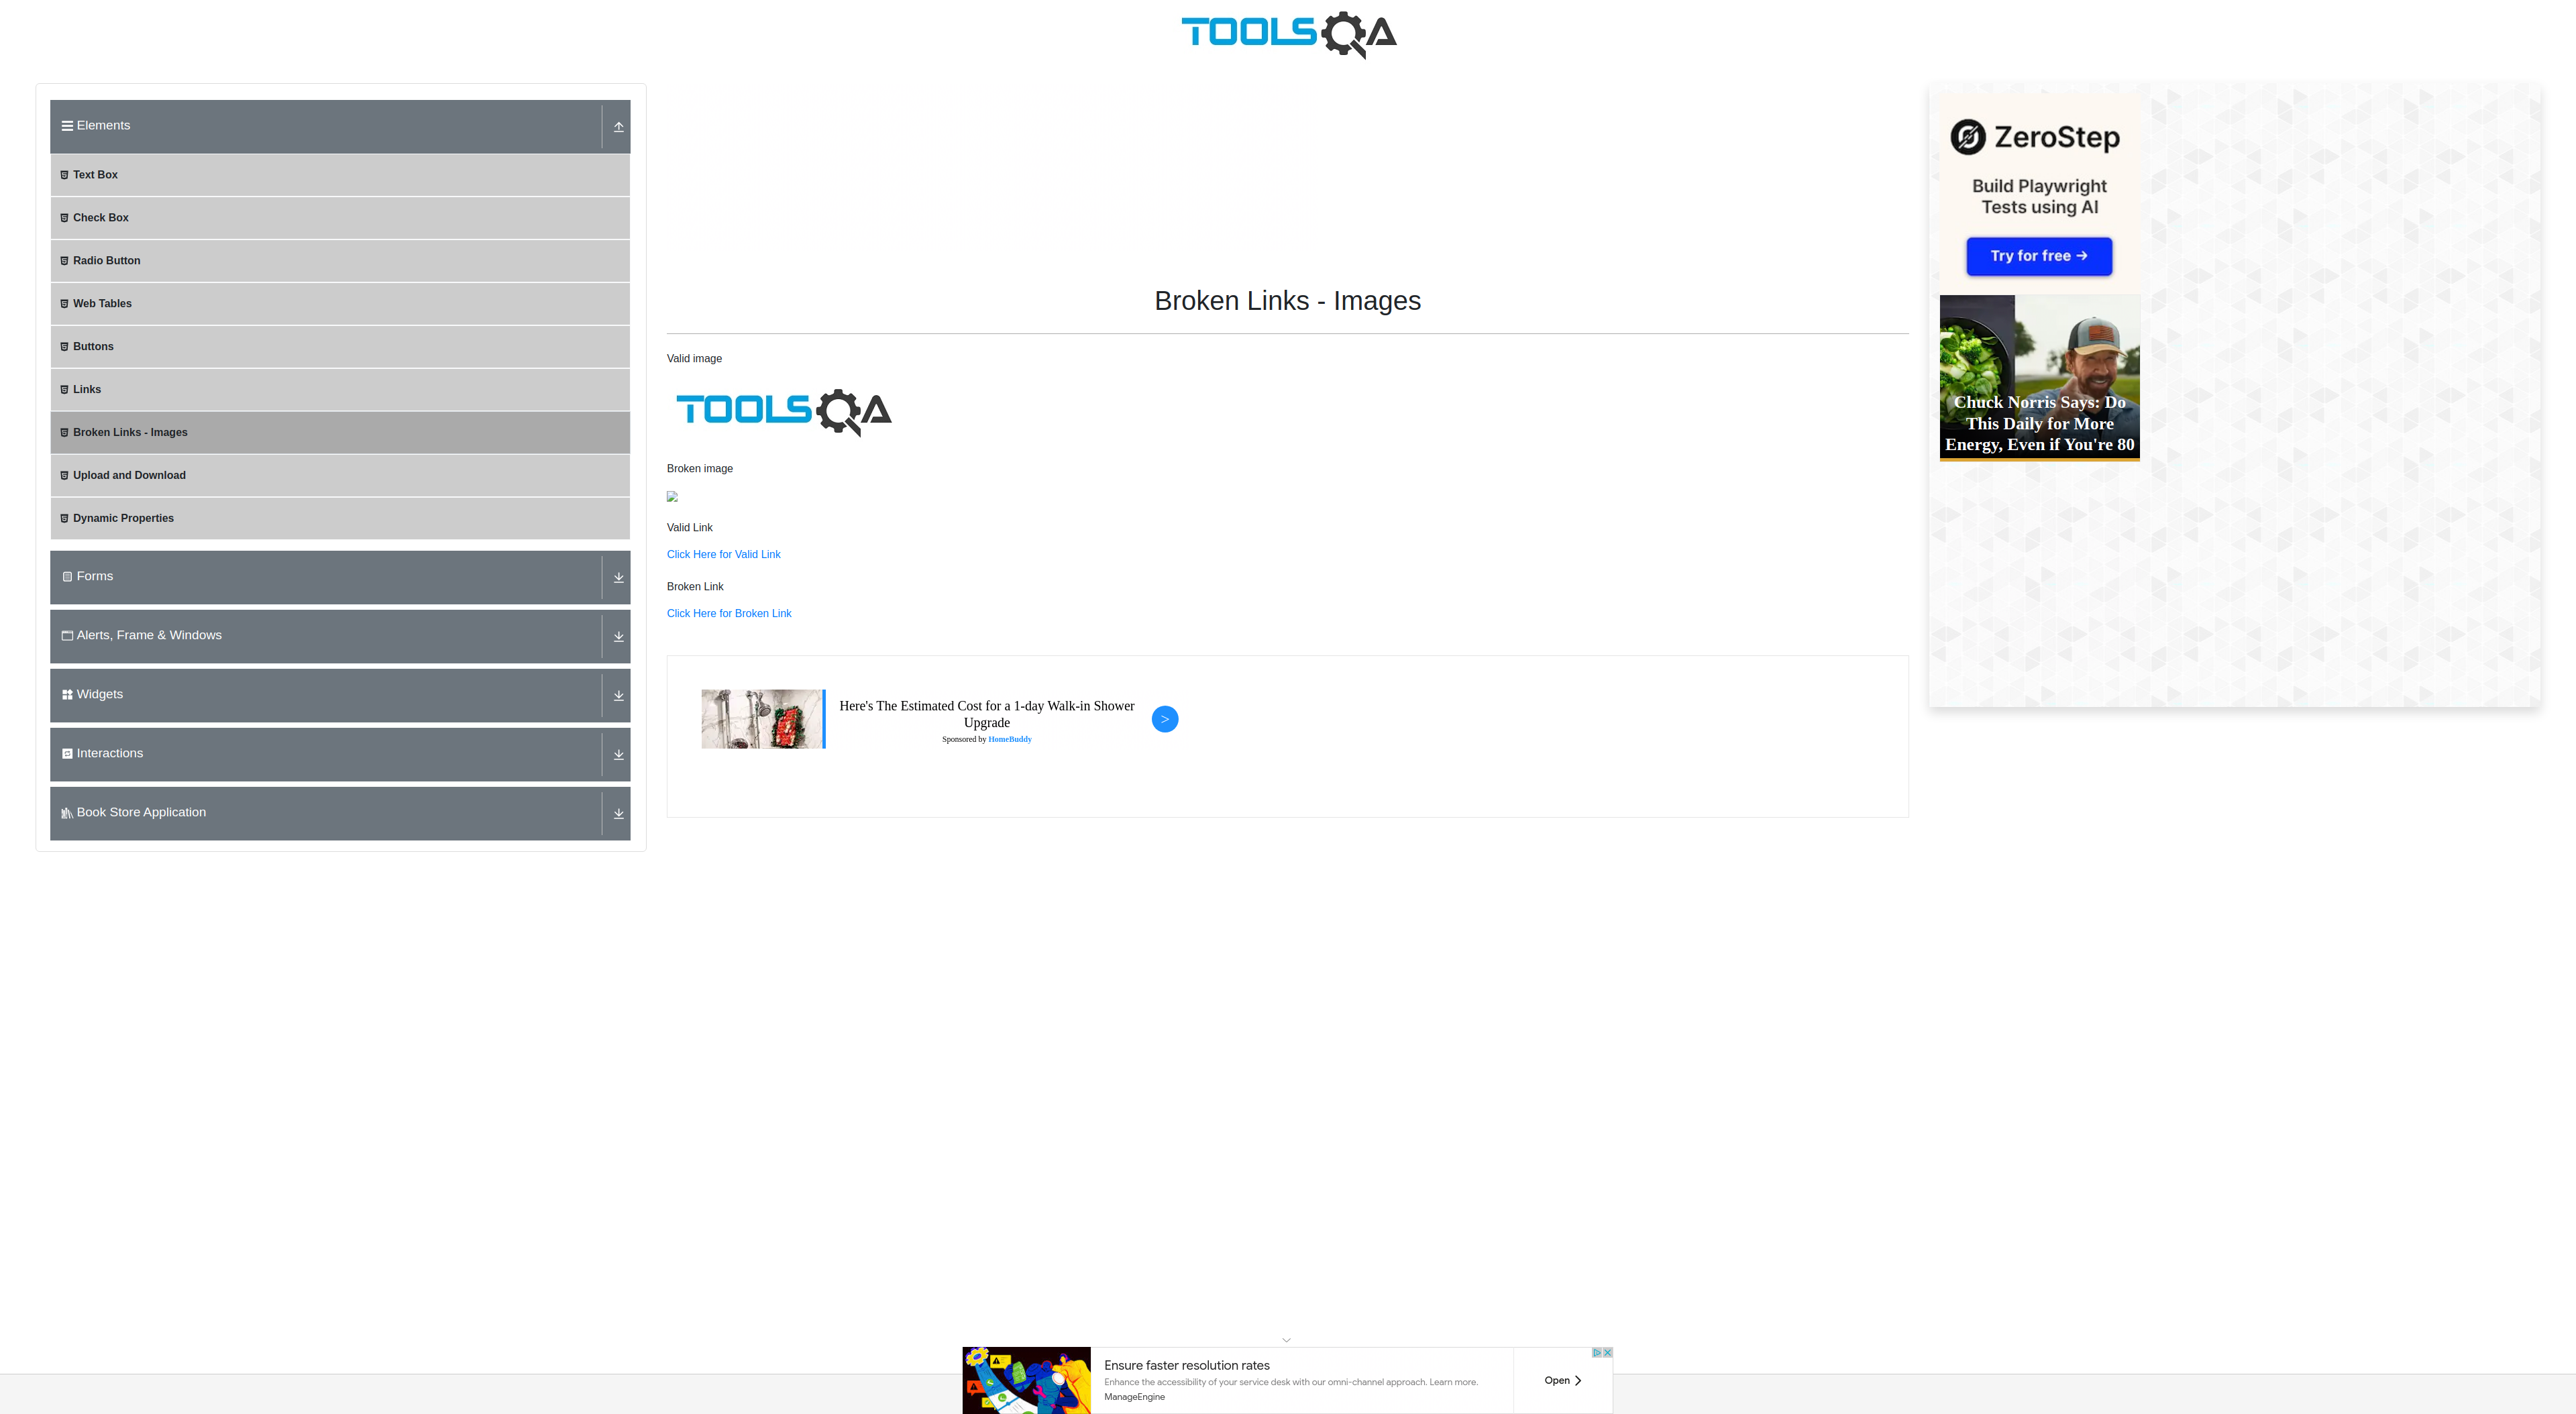 TOOLSQA
Elements
Text Box
Check Box
Radio Button
Web Tables
Buttons
Links
Broken Links - Images
Upload and Download
Dynamic Properties
Forms
Alerts, Frame & Windows
Widgets
Interactions
Book Store Application
Broken Links - Images
Valid image
TOOLSQA
Broken image
Valid Link
Click Here for Valid Link
Broken Link
Click Here for Broken Link
Here's The Estimated Cost for a 1-day Walk-in Shower
Upgrade
Sponsored by HomeBuddy
>
ZeroStep
Build Playwright
Tests using AI
Try for free →
Chuck Norris Says: Do
This Daily for More
Energy, Even if You're 80
Ensure faster resolution rates
Enhance the accessibility of your service desk with our omni-channel approach. Learn more.
ManageEngine
Open